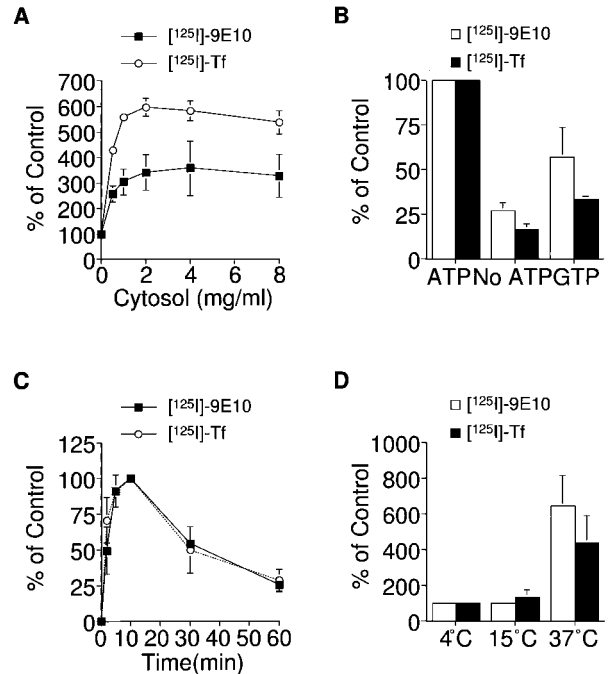 A
[¹²⁵I]-9E10
[¹²⁵I]-Tf
% of Control
700
600
500
400
300
200
100
0
0 2 4 6 8
Cytosol (mg/ml)
B
[¹²⁵I]-9E10
[¹²⁵I]-Tf
% of Control
100
75
50
25
0
ATP No ATP GTP
C
[¹²⁵I]-9E10
[¹²⁵I]-Tf
% of Control
125
100
75
50
25
0
0 10 20 30 40 50 60
Time(min)
D
[¹²⁵I]-9E10
[¹²⁵I]-Tf
% of Control
1000
800
600
400
200
0
4°C 15°C 37°C